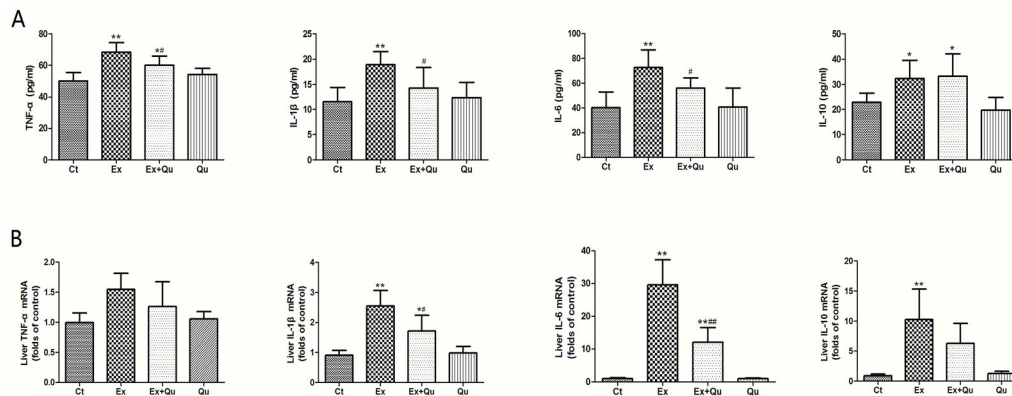 A
TNF-α (pg/ml)
80
60
40
20
0
**
*#
Ct Ex Ex+Qu Qu
IL-1β (pg/ml)
25
20
15
10
5
0
**
#
Ct Ex Ex+Qu Qu
IL-6 (pg/ml)
100
80
60
40
20
0
**
#
Ct Ex Ex+Qu Qu
IL-10 (pg/ml)
50
40
30
20
10
0
*
*
Ct Ex Ex+Qu Qu
B
Liver TNF-α mRNA
(folds of control)
2.0
1.5
1.0
0.5
0.0
Ct Ex Ex+Qu Qu
Liver IL-1β mRNA
(folds of control)
4
3
2
1
0
**
*#
Ct Ex Ex+Qu Qu
Liver IL-6 mRNA
(folds of control)
40
30
20
10
0
**
**##
Ct Ex Ex+Qu Qu
Liver IL-10 mRNA
(folds of control)
20
15
10
5
0
**
Ct Ex Ex+Qu Qu